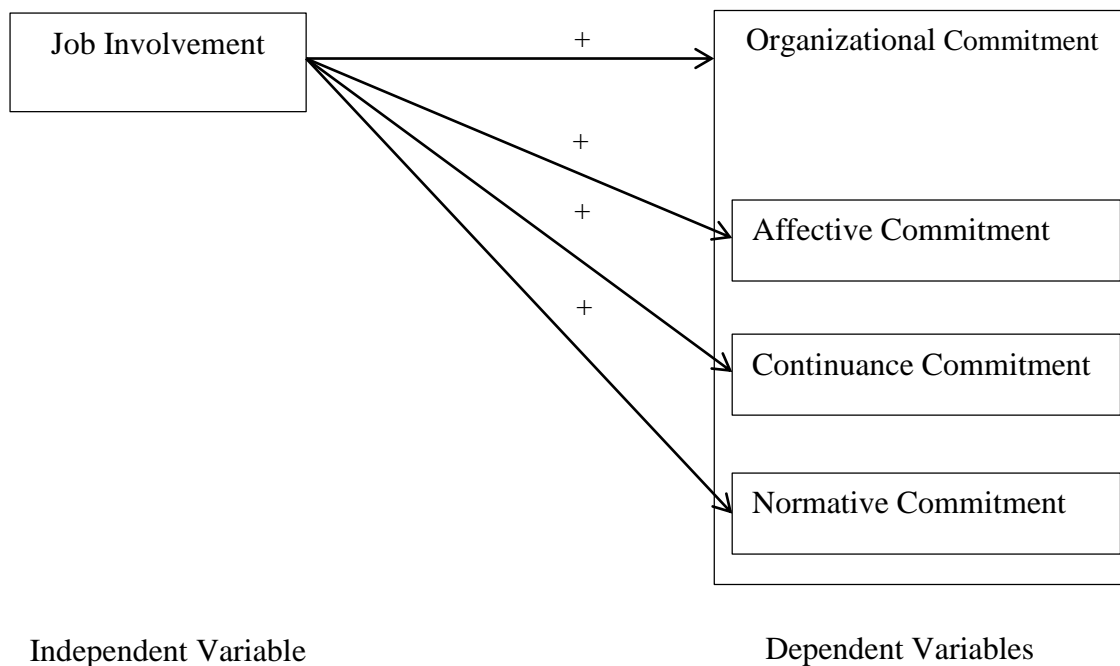 Job Involvement
+
Organizational Commitment
+
+
Affective Commitment
+
Continuance Commitment
Normative Commitment
Independent Variable
Dependent Variables